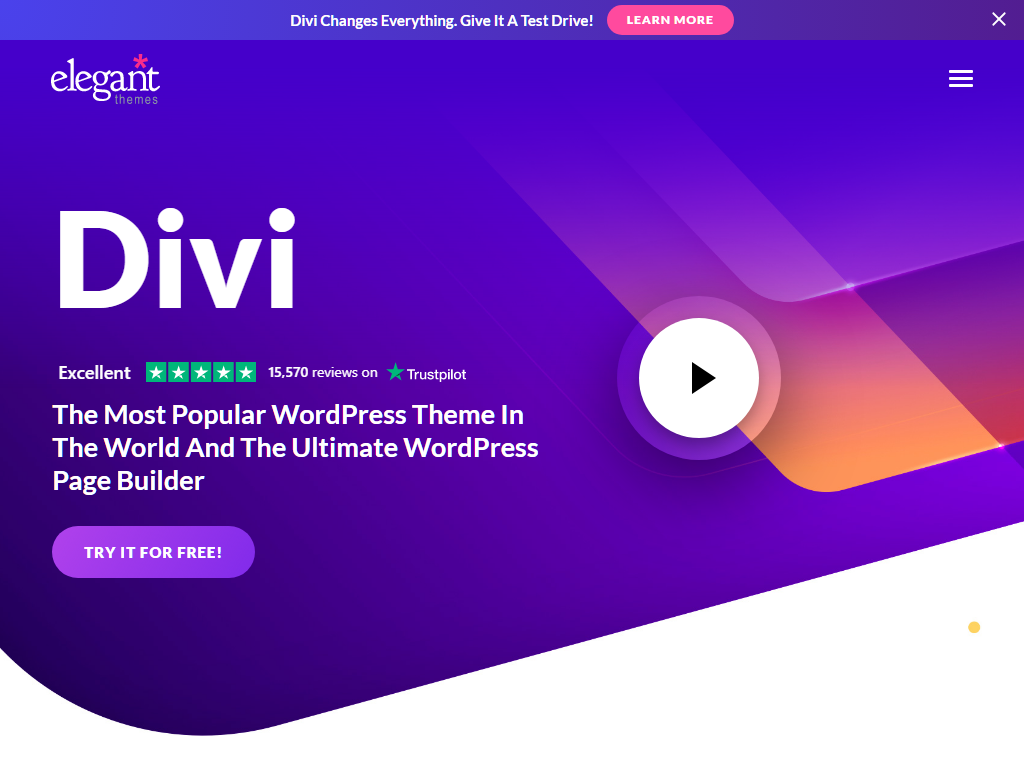 Divi Changes Everything. Give It A Test Drive!
LEARN MORE
elegant
themes
Divi
Excellent
15,570 reviews on
Trustpilot
The Most Popular WordPress Theme In
The World And The Ultimate WordPress
Page Builder
TRY IT FOR FREE!